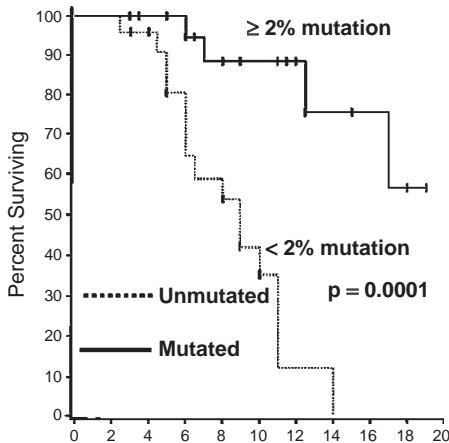 100
≥ 2% mutation
90
80
70
60
50
< 2% mutation
40
p = 0.0001
30
Unmutated
20
Mutated
10
0
0 2 4 6 8 10 12 14 16 18 20
Percent Surviving